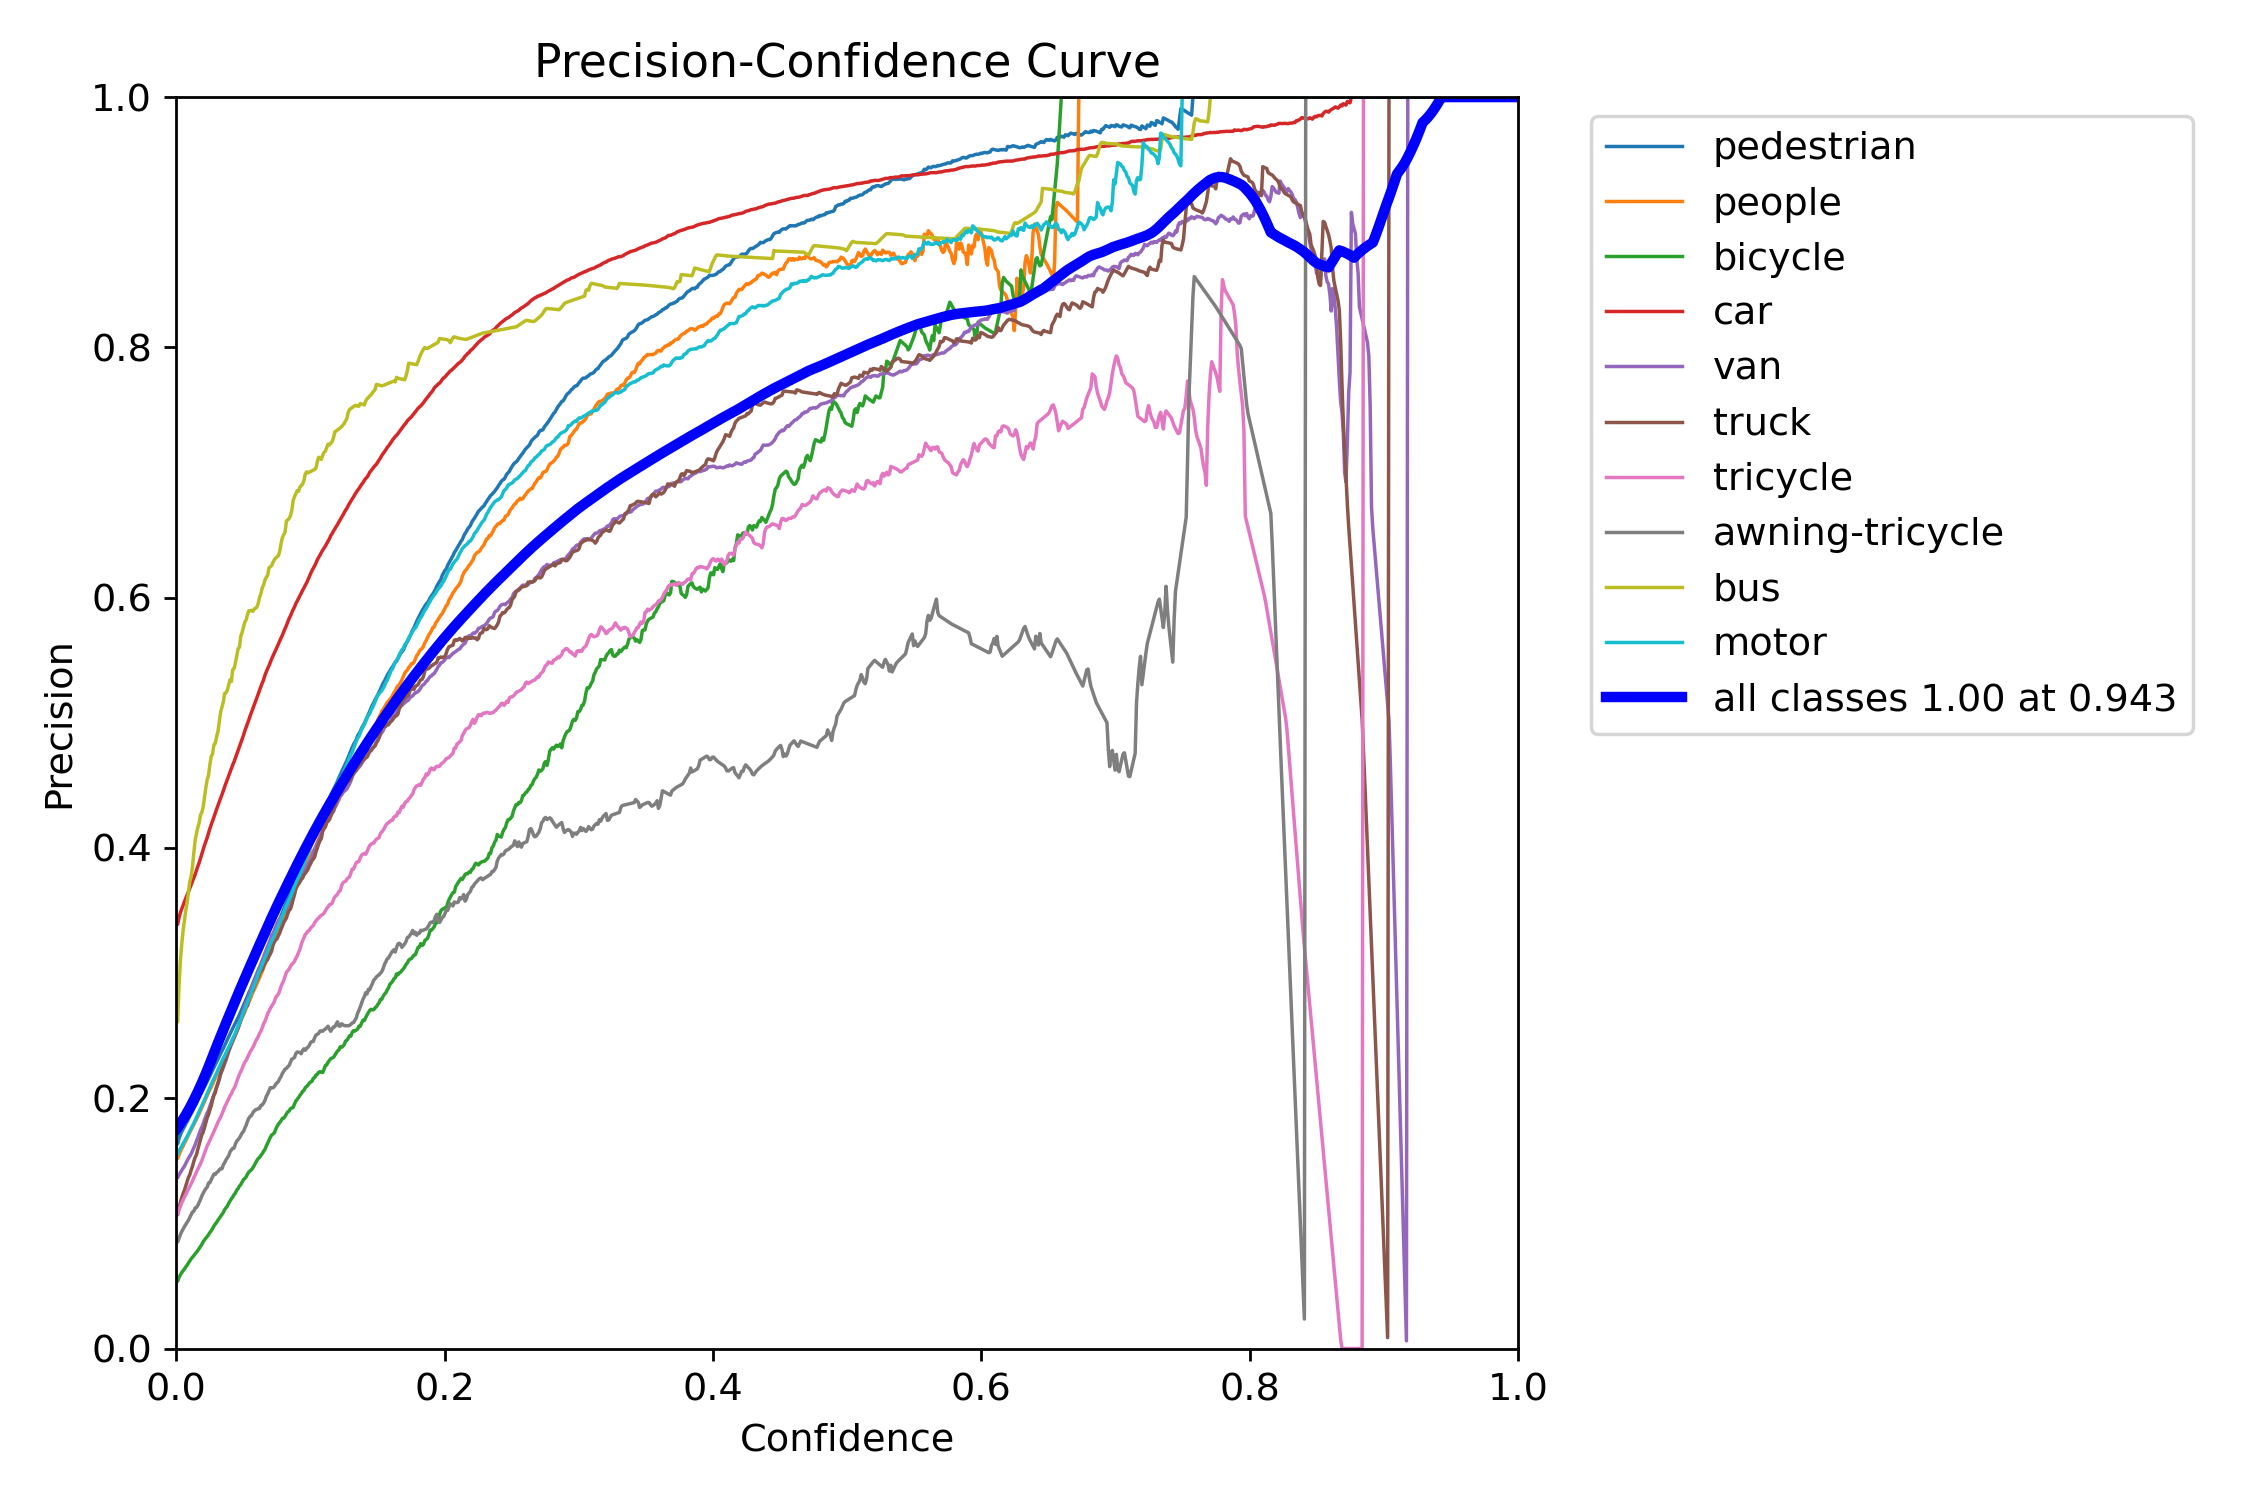 Precision-Confidence Curve
1.0
0.8
0.6
0.4
0.2
0.0
Precision
0.0 0.2 0.4 0.6 0.8 1.0
Confidence
pedestrian
people
bicycle
car
van
truck
tricycle
awning-tricycle
bus
motor
all classes 1.00 at 0.943